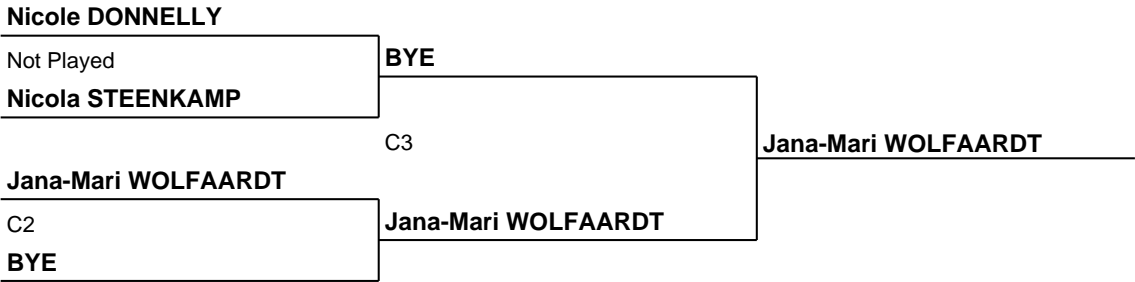 Nicole DONNELLY
Not Played
BYE
Nicola STEENKAMP
C3
Jana-Mari WOLFAARDT
Jana-Mari WOLFAARDT
C2
Jana-Mari WOLFAARDT
BYE